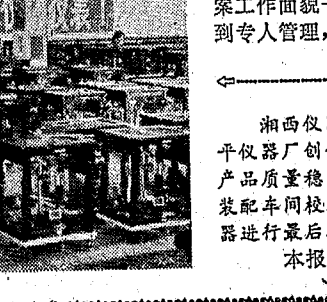 案工作面貌一
到专人管理，
湘西仪
平仪器厂创
产品质量稳
装配车间校
器进行最后
本报